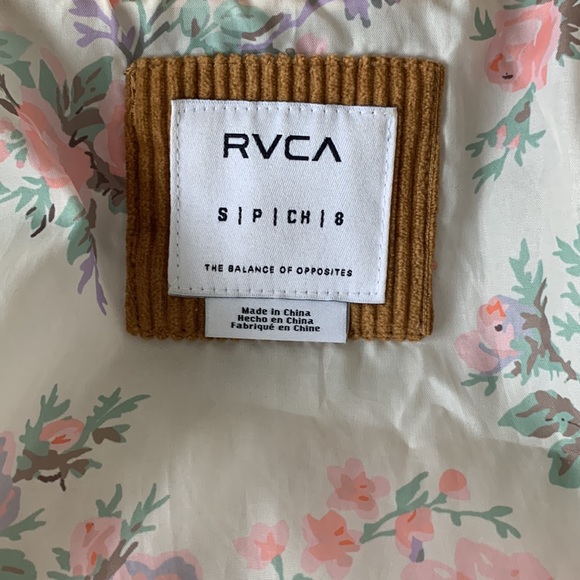 RVCA
S|P|CH|8
THE BALANCE OF OPPOSITES
Made in China
Hecho en China
Fabriqué en Chine